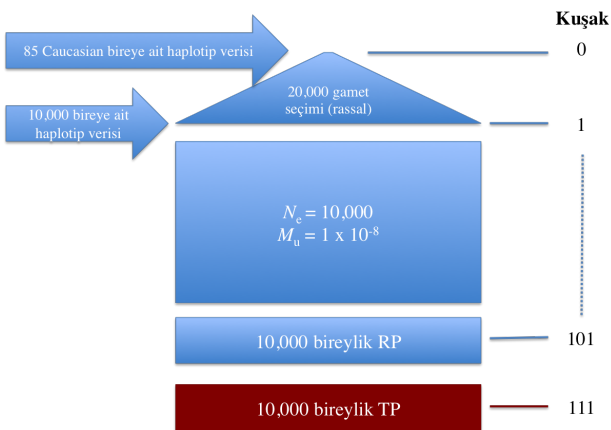 Kuşak
85 Caucasian bireye ait haplotip verisi
0
20,000 gamet
seçimi (rassal)
10,000 bireye ait
haplotip verisi
1
Ne = 10,000
Mu = 1 x 10-8
10,000 bireylik RP
101
10,000 bireylik TP
111